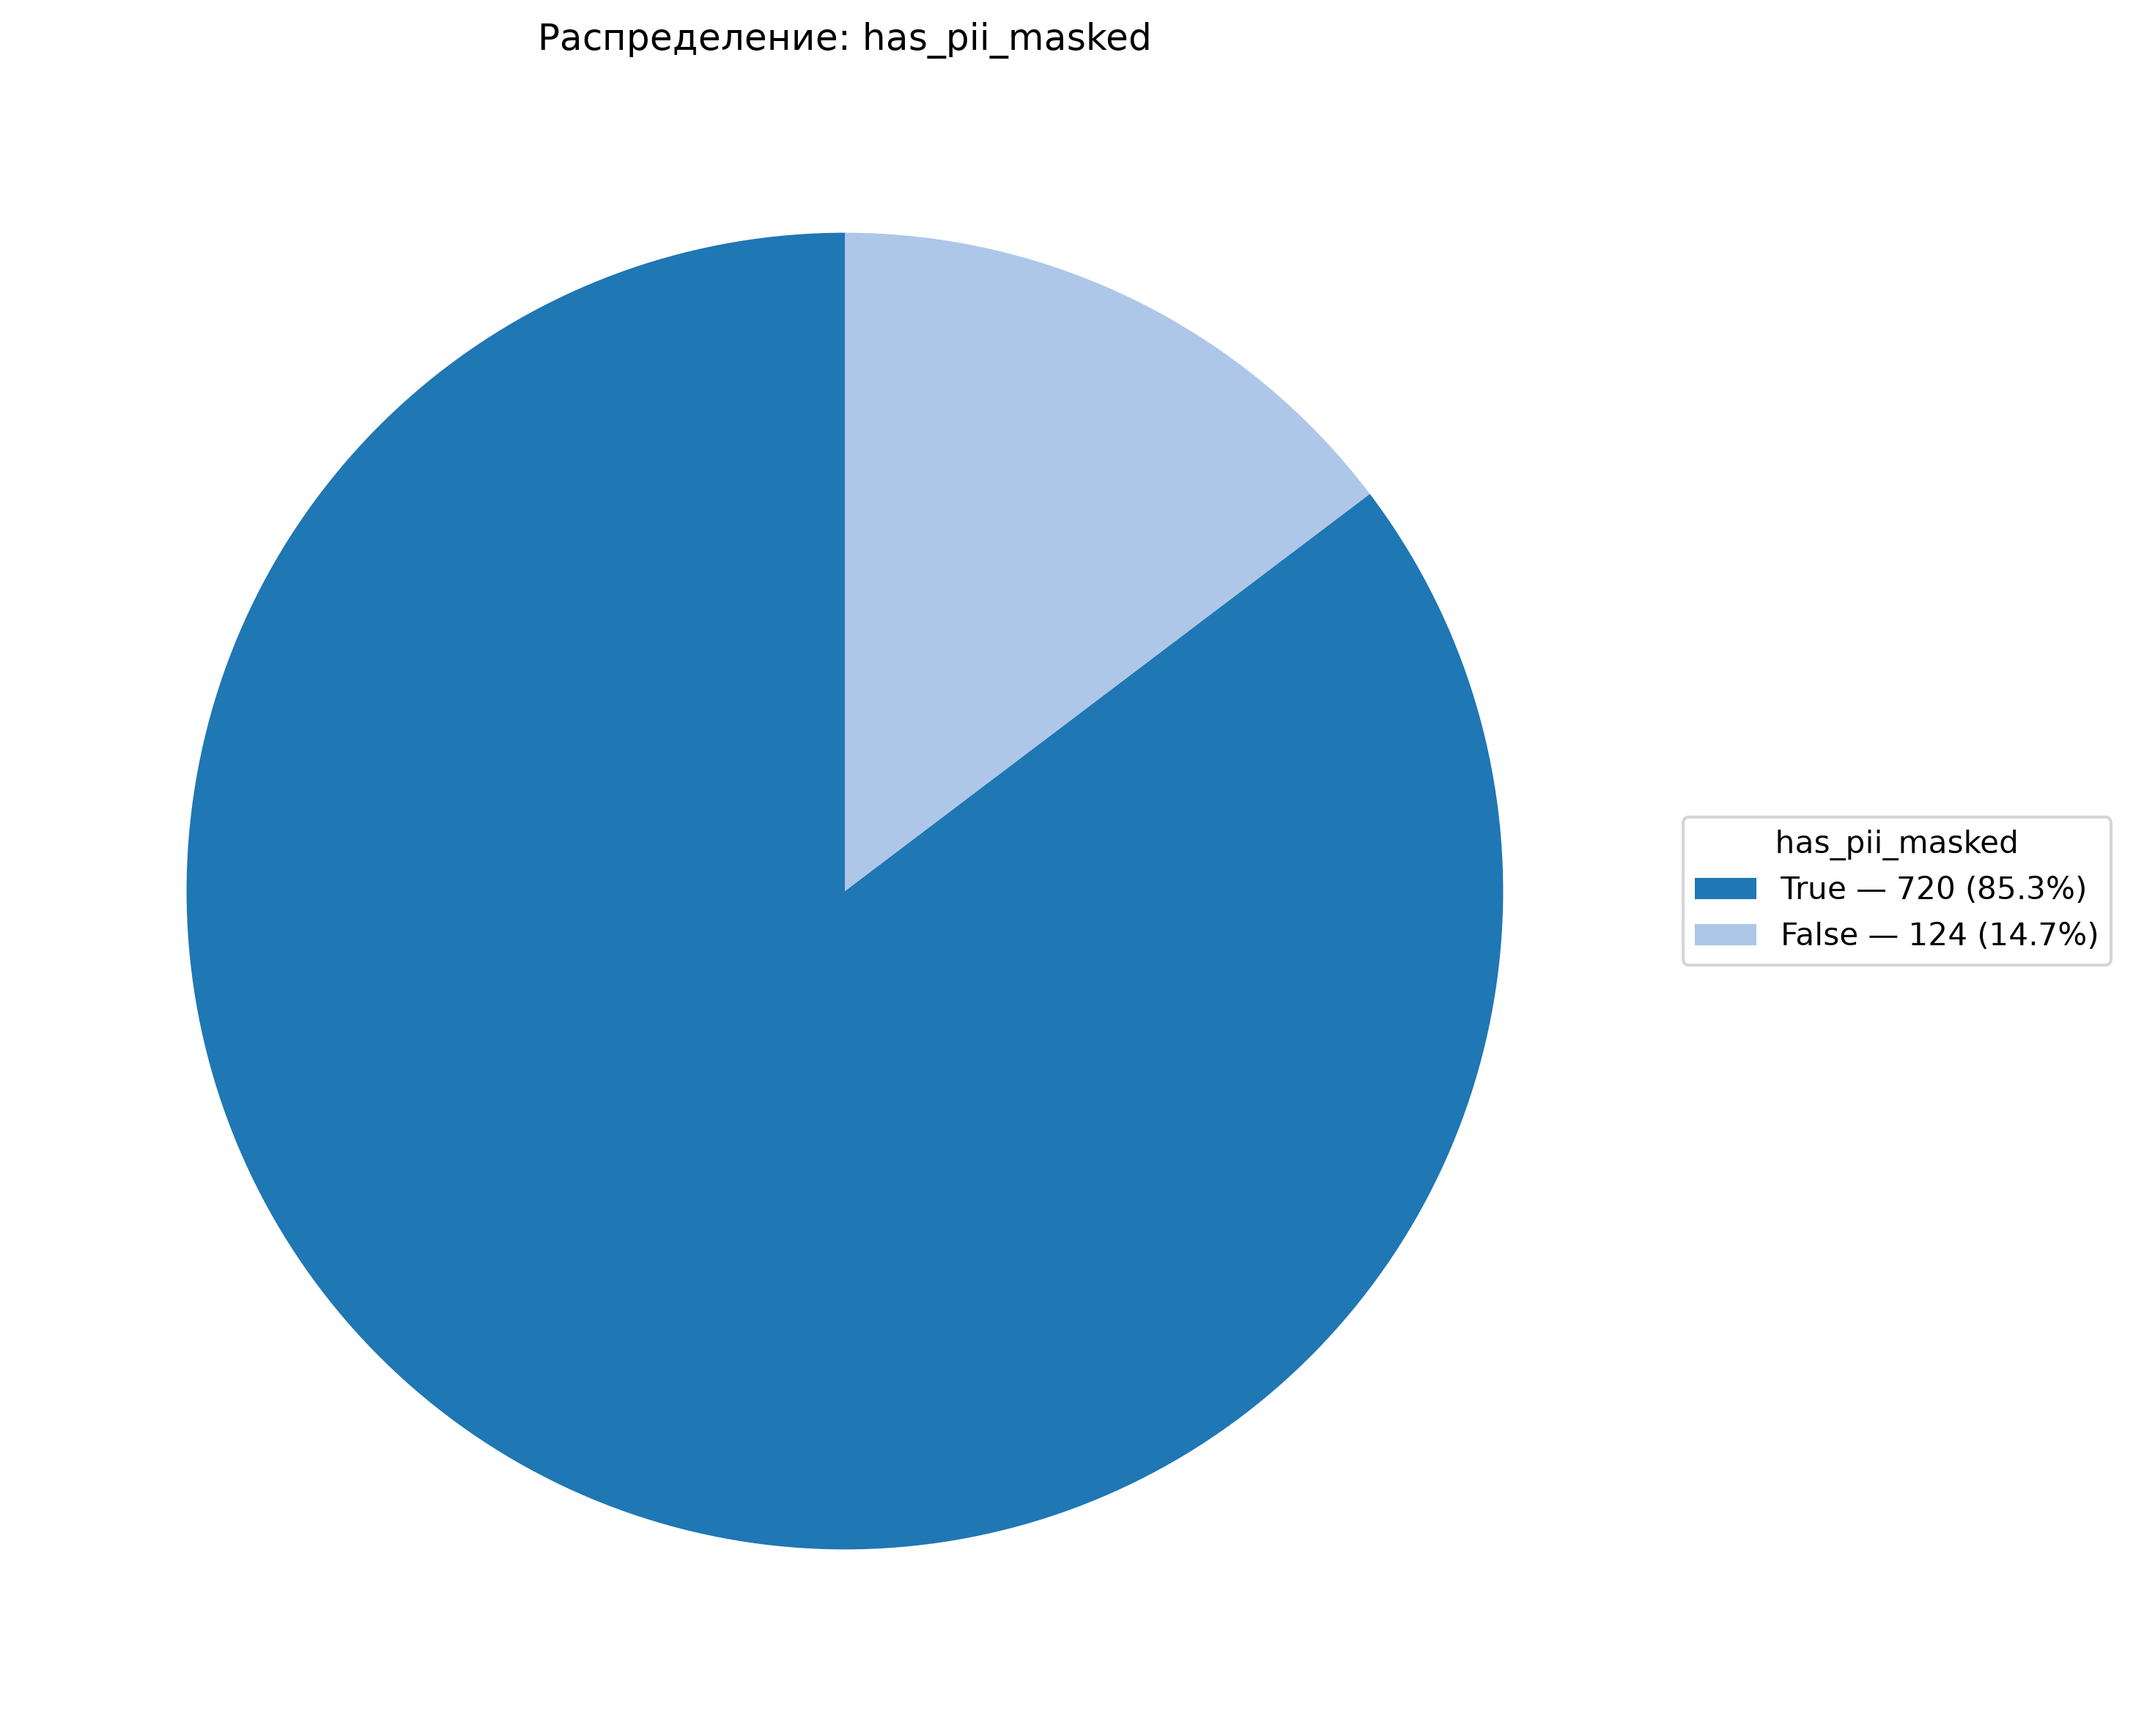 Распределение: has_pii_masked
has_pii_masked
True — 720 (85.3%)
False — 124 (14.7%)